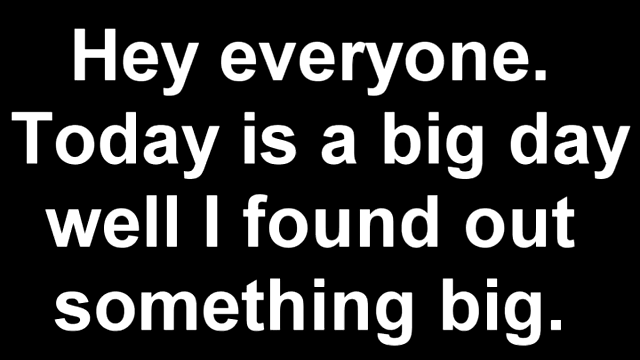 Hey everyone.
Today is a big day
well I found out
something big.